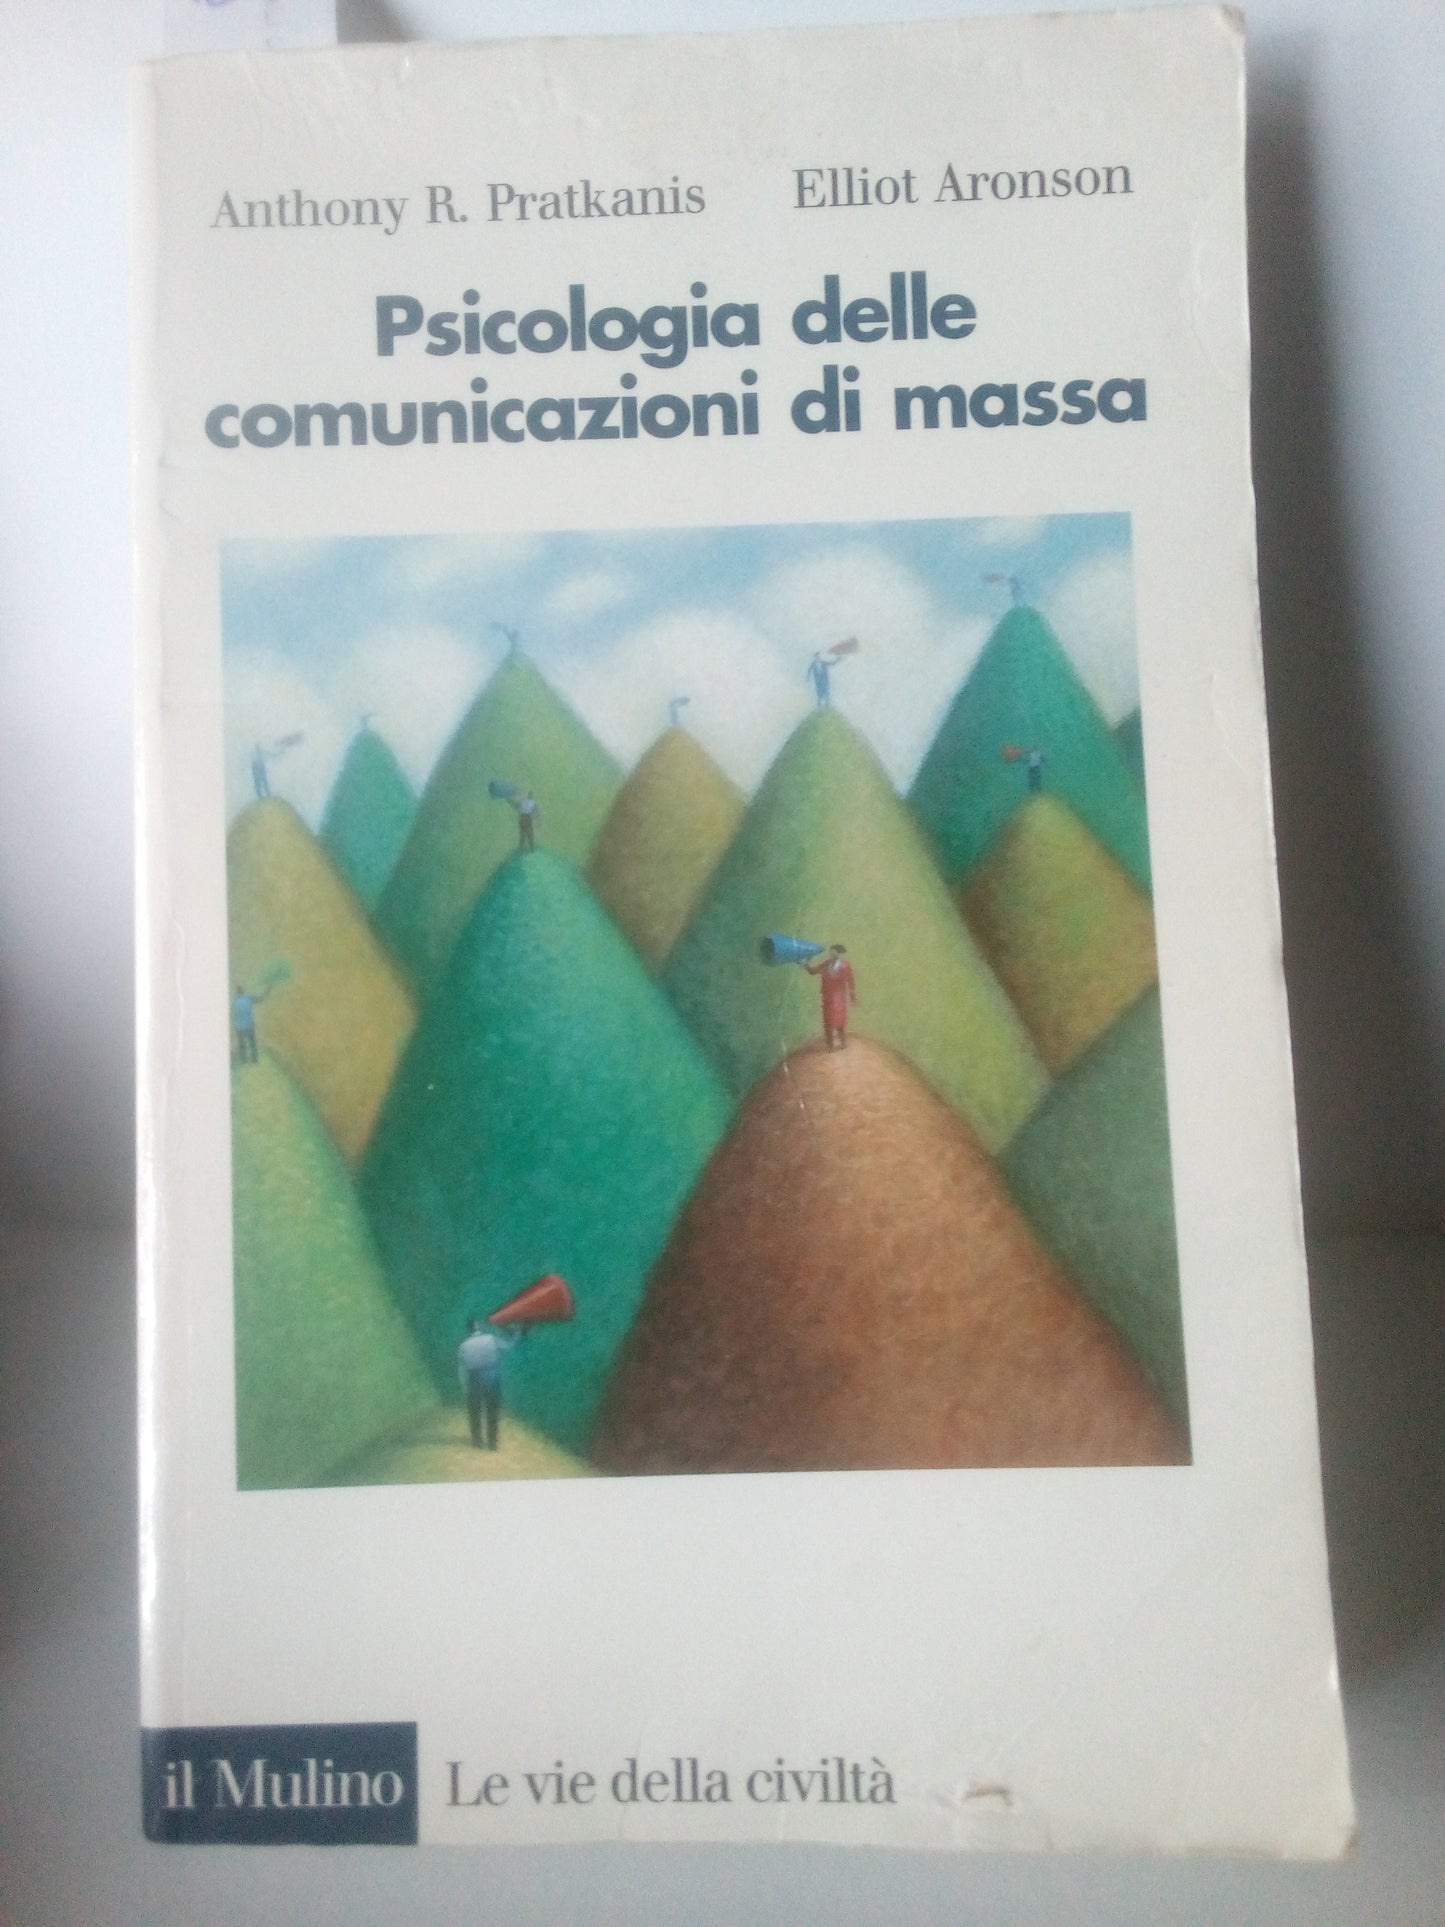 Anthony R. Pratkanis Elliot Aronson
Psicologia delle
comunicazioni di massa
il Mulino Le vie della civiltà